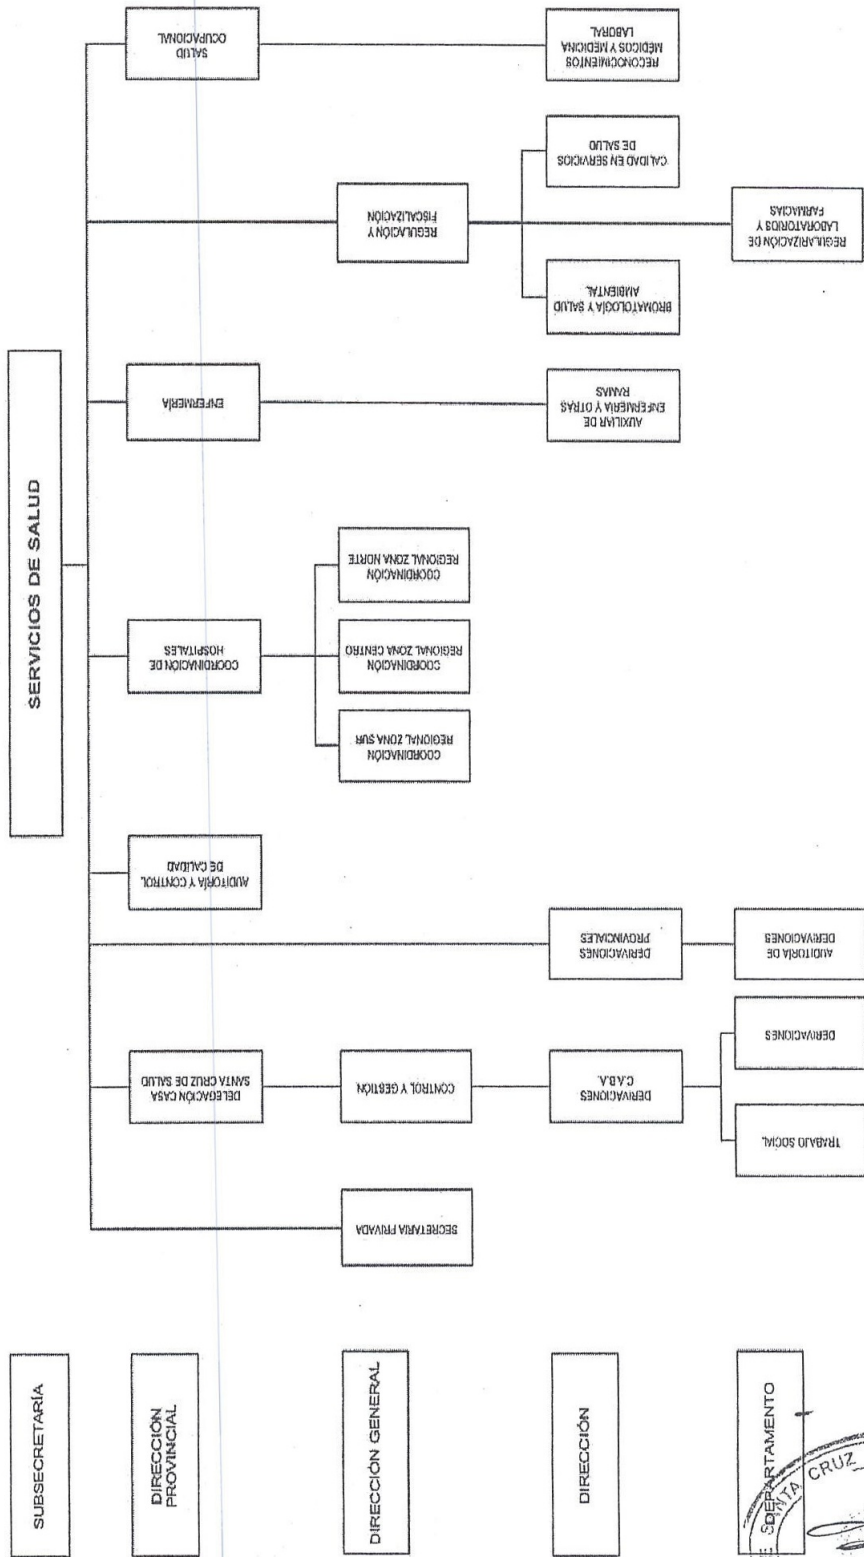 SUBSECRETARÍA
SERVICIOS DE SALUD
DIRECCIÓN
PROVINCIAL
DELEGACIÓN CASA
SANTA CRUZ DE SALUD
AUDITORÍA Y CONTROL
DE CALIDAD
COORDINACIÓN DE
HOSPITALES
ENFERMERÍA
SALUD
OCUPACIONAL
DIRECCIÓN GENERAL
SECRETARIA PRIVADA
CONTROL Y GESTIÓN
COORDINACIÓN
REGIONAL ZONA SUR
COORDINACIÓN
REGIONAL ZONA CENTRO
COORDINACIÓN
REGIONAL ZONA NORTE
REGULACIÓN Y
FISCALIZACIÓN
DIRECCIÓN
DERIVACIONES
C.A.B.A.
DERIVACIONES
PROVINCIALES
AUXILIAR DE
ENFERMERÍA Y OTRAS
RAMAS
BROMATOLOGÍA Y SALUD
AMBIENTAL
CALIDAD EN SERVICIOS
DE SALUD
RECONOCIMIENTOS
MÉDICOS Y MEDICINA
LABORAL
DEPARTAMENTO
TRABAJO SOCIAL
DERIVACIONES
AUDITORÍA DE
DERIVACIONES
REGULARIZACIÓN DE
LABORATORIOS Y
FARMACIAS
CRUZ